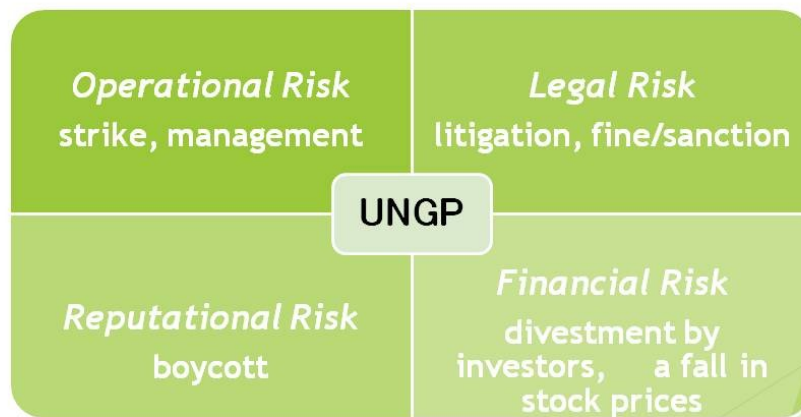 Operational Risk
strike, management
Legal Risk
litigation, fine/sanction
UNGP
Reputational Risk
boycott
Financial Risk
divestment by
investors, a fall in
stock prices